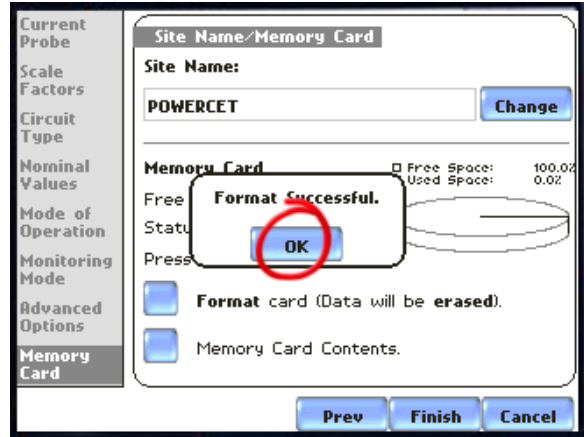 Current
Probe
Scale
Factors
Circuit
Type
Nominal
Values
Mode of
Operation
Monitoring
Mode
Advanced
Options
Memory
Card
Site Name/Memory Card
Site Name:
POWERCET
Change
Memory Card
Free Space: 100.0%
Used Space: 0.0%
Free
Format Successful.
OK
Press
Format card (Data will be erased).
Memory Card Contents.
Prev Finish Cancel